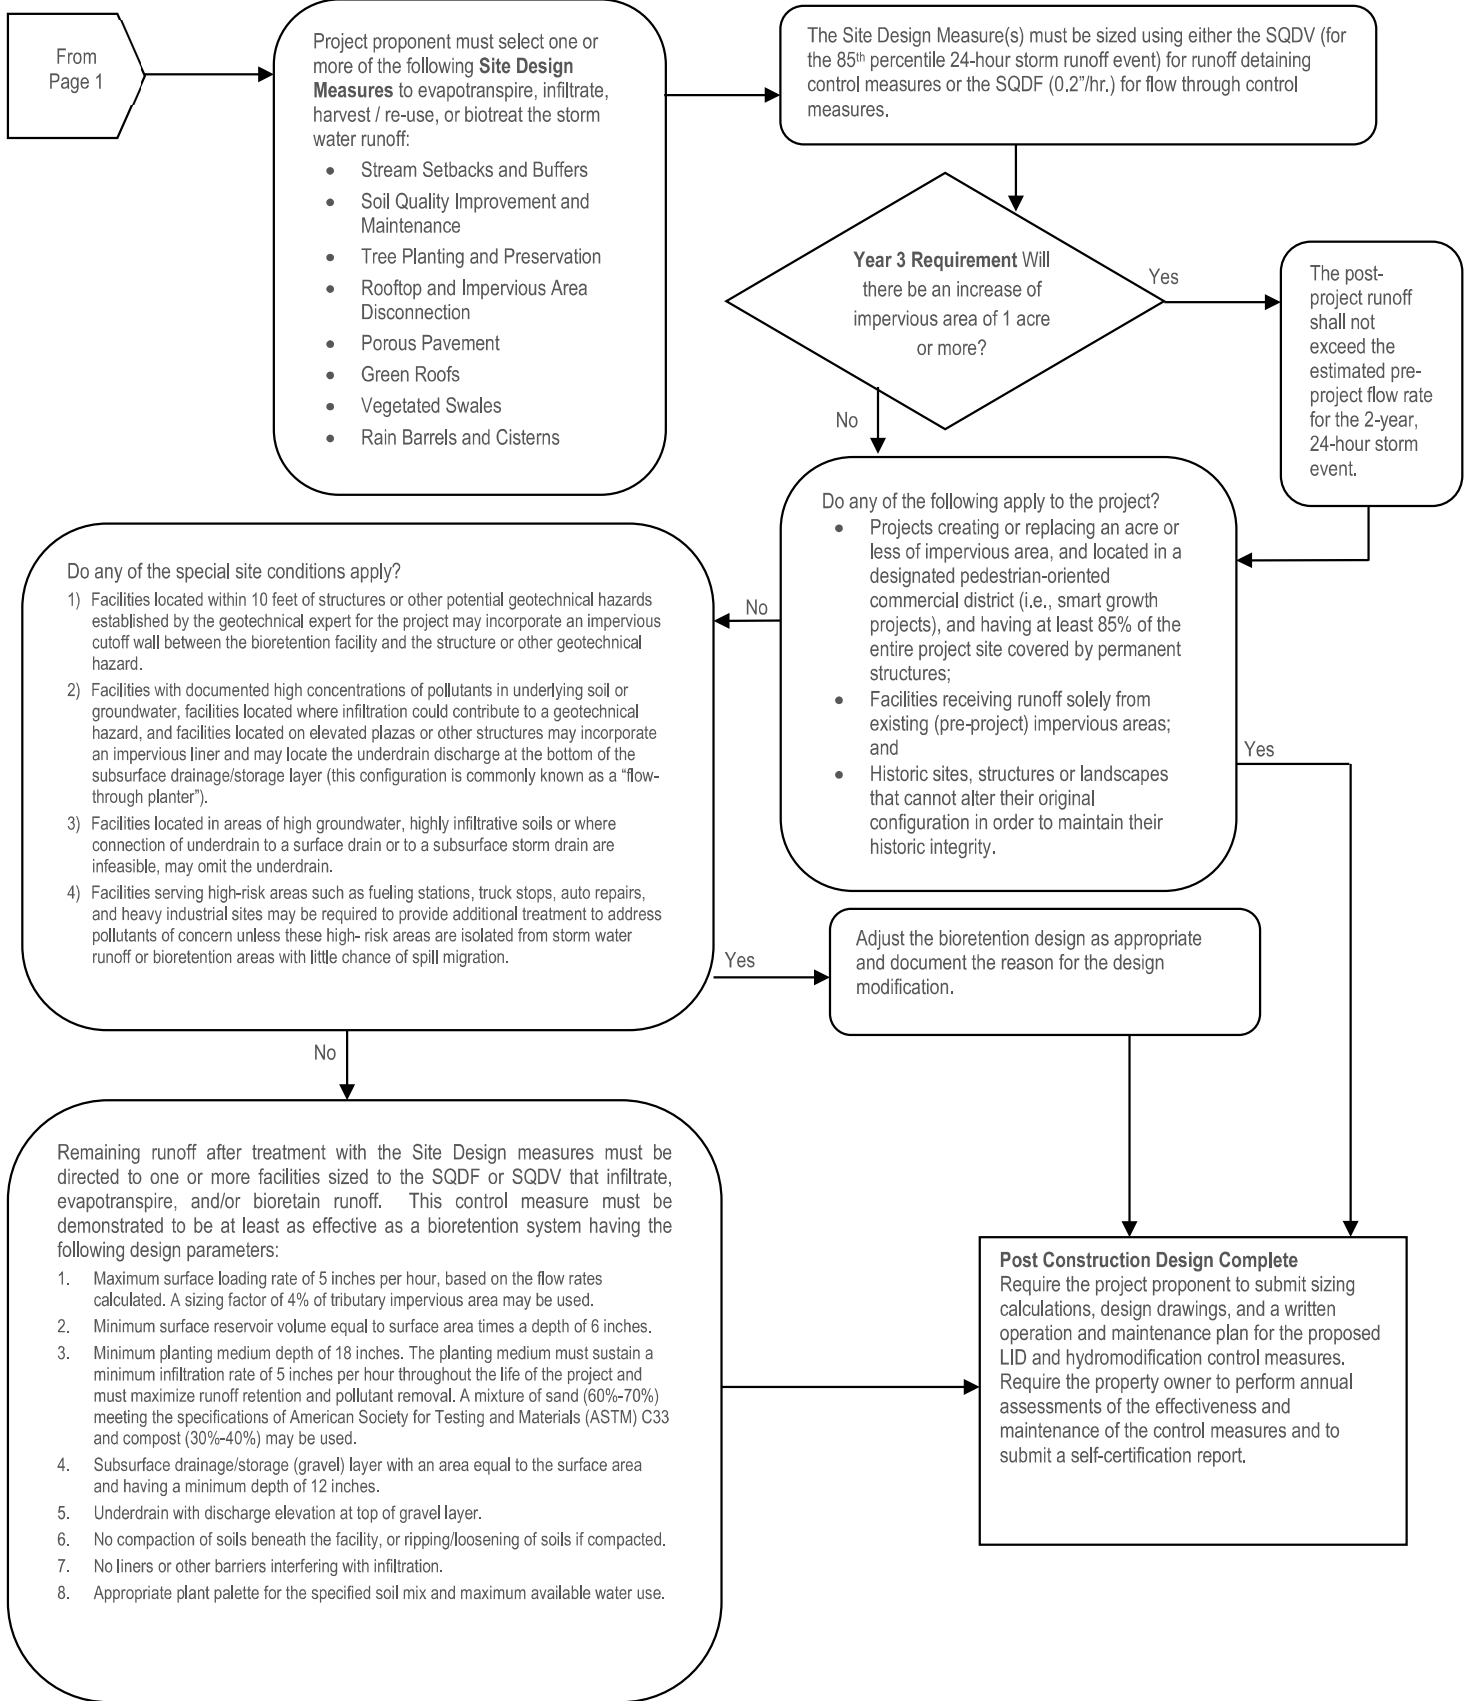 From
Page 1
Project proponent must select one or
more of the following Site Design
Measures to evapotranspire, infiltrate,
harvest / re-use, or biotreat the storm
water runoff:
• Stream Setbacks and Buffers
• Soil Quality Improvement and
Maintenance
• Tree Planting and Preservation
• Rooftop and Impervious Area
Disconnection
• Porous Pavement
• Green Roofs
• Vegetated Swales
• Rain Barrels and Cisterns
The Site Design Measure(s) must be sized using either the SQDV (for
the 85th percentile 24-hour storm runoff event) for runoff detaining
control measures or the SQDF (0.2”/hr.) for flow through control
measures.
Year 3 Requirement Will
there be an increase of
impervious area of 1 acre
or more?
Yes
No
The post-
project runoff
shall not
exceed the
estimated pre-
project flow rate
for the 2-year,
24-hour storm
event.
Do any of the following apply to the project?
• Projects creating or replacing an acre or
less of impervious area, and located in a
designated pedestrian-oriented
commercial district (i.e., smart growth
projects), and having at least 85% of the
entire project site covered by permanent
structures;
• Facilities receiving runoff solely from
existing (pre-project) impervious areas;
and
• Historic sites, structures or landscapes
that cannot alter their original
configuration in order to maintain their
historic integrity.
No
Yes
Do any of the special site conditions apply?
1) Facilities located within 10 feet of structures or other potential geotechnical hazards
established by the geotechnical expert for the project may incorporate an impervious
cutoff wall between the bioretention facility and the structure or other geotechnical
hazard.
2) Facilities with documented high concentrations of pollutants in underlying soil or
groundwater, facilities located where infiltration could contribute to a geotechnical
hazard, and facilities located on elevated plazas or other structures may incorporate
an impervious liner and may locate the underdrain discharge at the bottom of the
subsurface drainage/storage layer (this configuration is commonly known as a “flow-
through planter”).
3) Facilities located in areas of high groundwater, highly infiltrative soils or where
connection of underdrain to a surface drain or to a subsurface storm drain are
infeasible, may omit the underdrain.
4) Facilities serving high-risk areas such as fueling stations, truck stops, auto repairs,
and heavy industrial sites may be required to provide additional treatment to address
pollutants of concern unless these high- risk areas are isolated from storm water
runoff or bioretention areas with little chance of spill migration.
Yes
No
Adjust the bioretention design as appropriate
and document the reason for the design
modification.
Remaining runoff after treatment with the Site Design measures must be
directed to one or more facilities sized to the SQDF or SQDV that infiltrate,
evapotranspire, and/or bioretain runoff. This control measure must be
demonstrated to be at least as effective as a bioretention system having the
following design parameters:
1. Maximum surface loading rate of 5 inches per hour, based on the flow rates
calculated. A sizing factor of 4% of tributary impervious area may be used.
2. Minimum surface reservoir volume equal to surface area times a depth of 6 inches.
3. Minimum planting medium depth of 18 inches. The planting medium must sustain a
minimum infiltration rate of 5 inches per hour throughout the life of the project and
must maximize runoff retention and pollutant removal. A mixture of sand (60%-70%)
meeting the specifications of American Society for Testing and Materials (ASTM) C33
and compost (30%-40%) may be used.
4. Subsurface drainage/storage (gravel) layer with an area equal to the surface area
and having a minimum depth of 12 inches.
5. Underdrain with discharge elevation at top of gravel layer.
6. No compaction of soils beneath the facility, or ripping/loosening of soils if compacted.
7. No liners or other barriers interfering with infiltration.
8. Appropriate plant palette for the specified soil mix and maximum available water use.
Post Construction Design Complete
Require the project proponent to submit sizing
calculations, design drawings, and a written
operation and maintenance plan for the proposed
LID and hydromodification control measures.
Require the property owner to perform annual
assessments of the effectiveness and
maintenance of the control measures and to
submit a self-certification report.